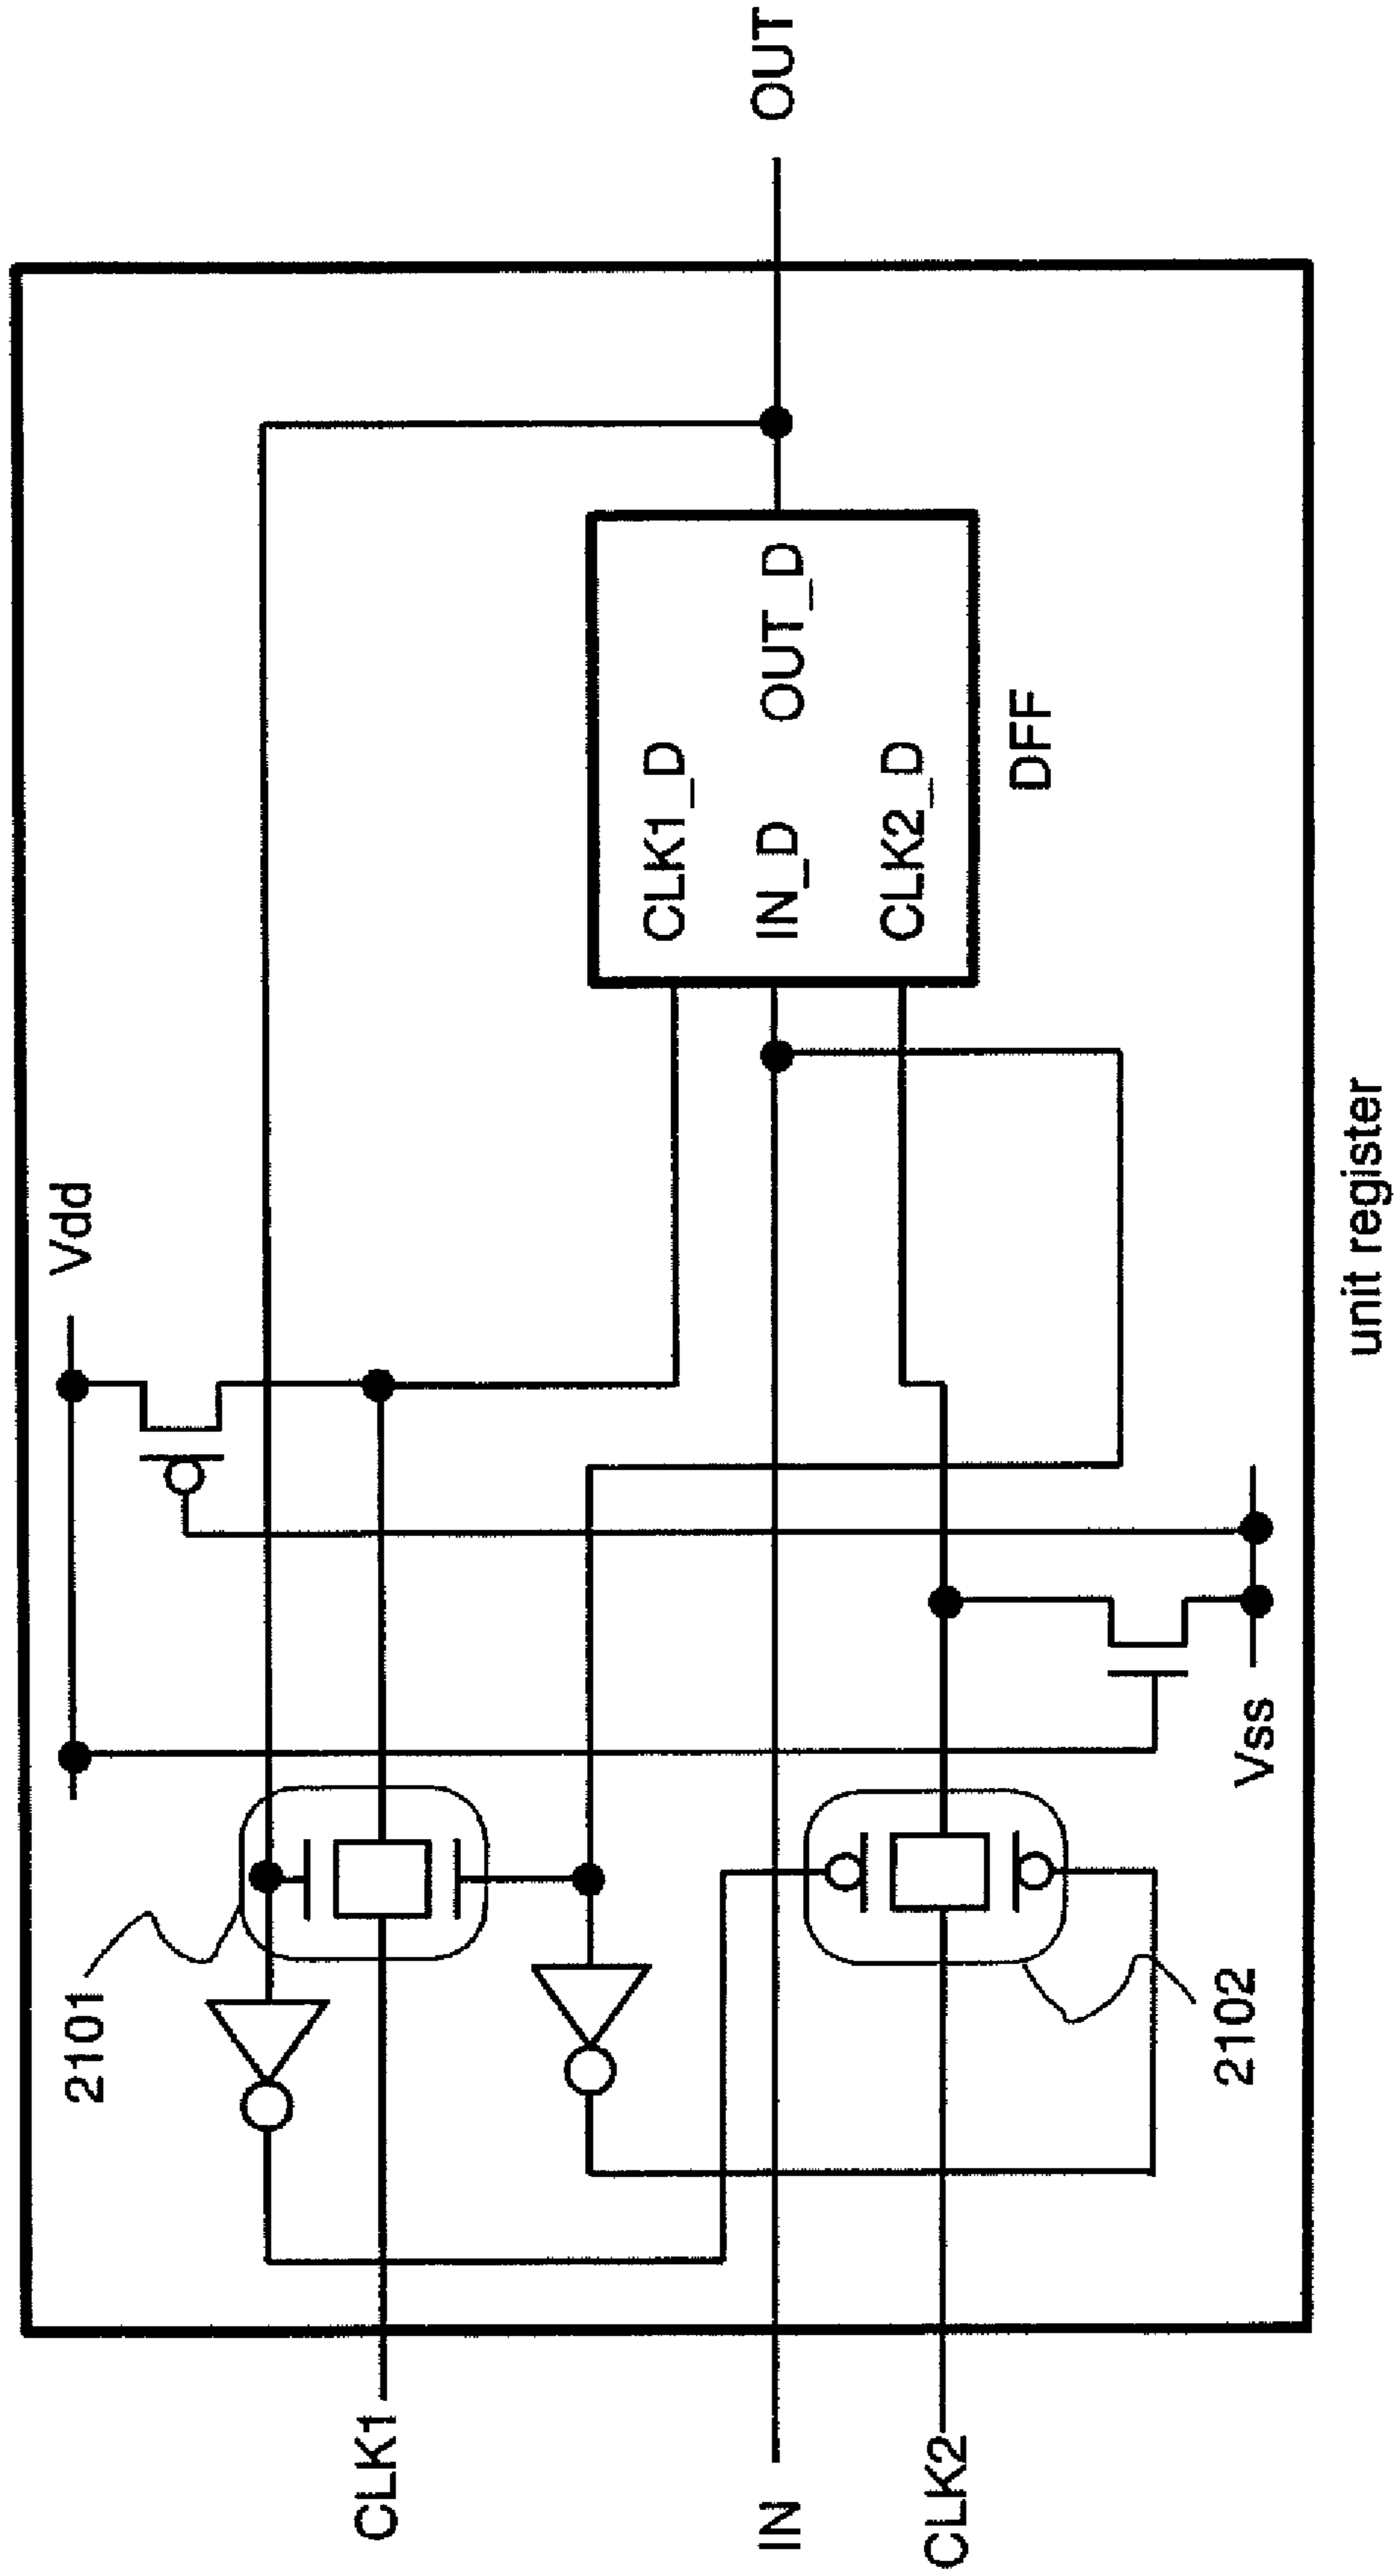 2101
Vdd
CLK1
CLK1_D
IN
IN_D
OUT_D
OUT
CLK2
CLK2_D
DFF
2102
Vss
unit register